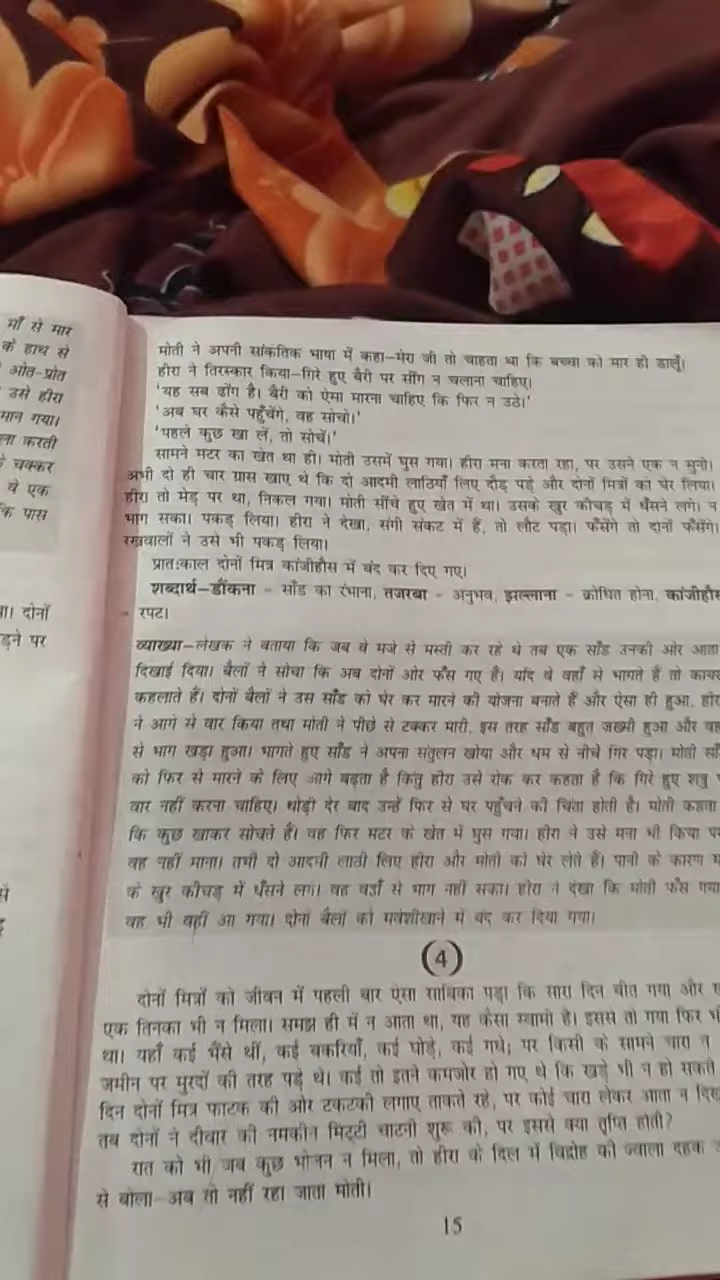 माँ से मार
के हाथ से
ओत-प्रोत
उसे हीरा
मान गया।
ला करती
चक्कर
वे एक
कि पास
दोनों
ड़ने पर
मोती ने अपनी सांकेतिक भाषा में कहा–मेरा जी तो चाहता था कि बच्चा को मार ही डालूँ।
हीरा ने तिरस्कार किया–गिरे हुए बैरी पर सींग न चलाना चाहिए।
'यह सब ढोंग है। बैरी को ऐसा मारना चाहिए कि फिर न उठे।'
'अब घर कैसे पहुँचेंगे, वह सोचो।'
'पहले कुछ खा लें, तो सोचें।'
सामने मटर का खेत था ही। मोती उसमें घुस गया। हीरा मना करता रहा, पर उसने एक न सुनी।
अभी दो ही चार ग्रास खाए थे कि दो आदमी लाठियाँ लिए दौड़ पड़े और दोनों मित्रों को घेर लिया।
हीरा तो मेड़ पर था, निकल गया। मोती सींचे हुए खेत में था। उसके खुर कीचड़ में धँसने लगे। न
भाग सका। पकड़ लिया। हीरा ने देखा, संगी संकट में हैं, तो लौट पड़ा। फँसेंगे तो दोनों फँसेंगे।
रखवालों ने उसे भी पकड़ लिया।
प्रातःकाल दोनों मित्र कांजीहौस में बंद कर दिए गए।
शब्दार्थ–डौंकना – साँड का रंभाना, तजरबा – अनुभव, झल्लाना – क्रोधित होना, कांजीहौस
– रपट।
व्याख्या–लेखक ने बताया कि जब वे मजे से मस्ती कर रहे थे तब एक साँड उनकी ओर आता
दिखाई दिया। बैलों ने सोचा कि अब दोनों ओर फँस गए हैं। यदि वे वहाँ से भागते हैं तो कायर
कहलाते हैं। दोनों बैलों ने उस साँड को घेर कर मारने की योजना बनाते हैं और ऐसा ही हुआ, हीर
ने आगे से वार किया तथा मोती ने पीछे से टक्कर मारी, इस तरह साँड बहुत जख्मी हुआ और वह
से भाग खड़ा हुआ। भागते हुए साँड ने अपना संतुलन खोया और धम से नीचे गिर पड़ा। मोती साँ
को फिर से मारने के लिए आगे बढ़ता है किंतु हीरा उसे रोक कर कहता है कि गिरे हुए शत्रु प
वार नहीं करना चाहिए। थोड़ी देर बाद उन्हें फिर से घर पहुँचने की चिंता होती है। मोती कहता
कि कुछ खाकर सोचते हैं। वह फिर मटर के खेत में घुस गया। हीरा ने उसे मना भी किया प
वह नहीं माना। तभी दो आदमी लाठी लिए हीरा और मोती को घेर लेते हैं। पानी के कारण म
के खुर कीचड़ में धँसने लगे। वह वहाँ से भाग नहीं सका। हीरा ने देखा कि मोती फँस गया
वह भी वहीं आ गया। दोनों बैलों को मवेशीखाने में बंद कर दिया गया।
(4)
दोनों मित्रों को जीवन में पहली बार ऐसा साबिका पड़ा कि सारा दिन बीत गया और ए
एक तिनका भी न मिला। समझ ही में न आता था, यह कैसा स्वामी है। इससे तो गया फिर भी
था। यहाँ कई भैंसें थीं, कई बकरियाँ, कई घोड़े, कई गधे; पर किसी के सामने चारा न
जमीन पर मुरदों की तरह पड़े थे। कई तो इतने कमजोर हो गए थे कि खड़े भी न हो सकते
दिन दोनों मित्र फाटक की ओर टकटकी लगाए ताकते रहे, पर कोई चारा लेकर आता न दिख
तब दोनों ने दीवार की नमकीन मिट्टी चाटनी शुरू की, पर इससे क्या तृप्ति होती?
रात को भी जब कुछ भोजन न मिला, तो हीरा के दिल में विद्रोह की ज्वाला दहक उ
से बोला–अब तो नहीं रहा जाता मोती।
15